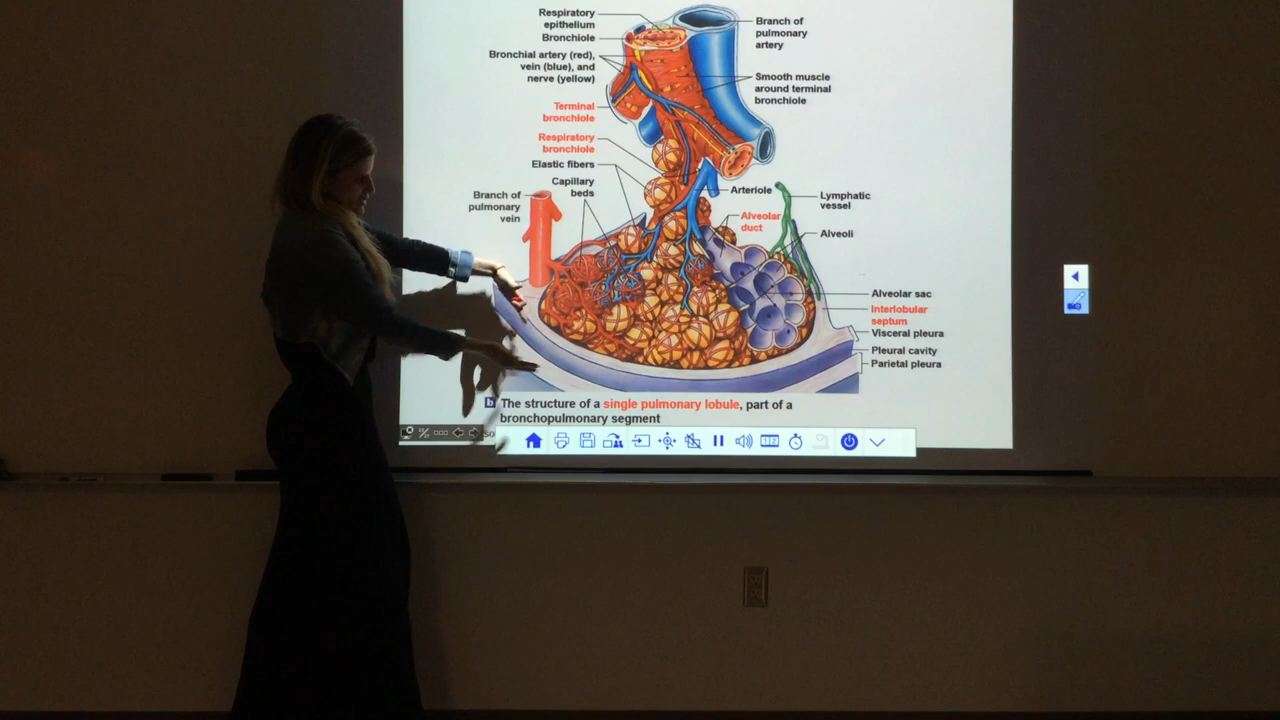 Respiratory
epithelium
Bronchiole
Bronchial artery (red),
vein (blue), and
nerve (yellow)
Terminal
bronchiole
Respiratory
bronchiole
Elastic fibers
Capillary
beds
Branch of
pulmonary
vein
Branch of
pulmonary
artery
Smooth muscle
around terminal
bronchiole
Arteriole
Lymphatic
vessel
Alveolar
duct
Alveoli
Alveolar sac
Interlobular
septum
Visceral pleura
Pleural cavity
Parietal pleura
b The structure of a single pulmonary lobule, part of a
bronchopulmonary segment